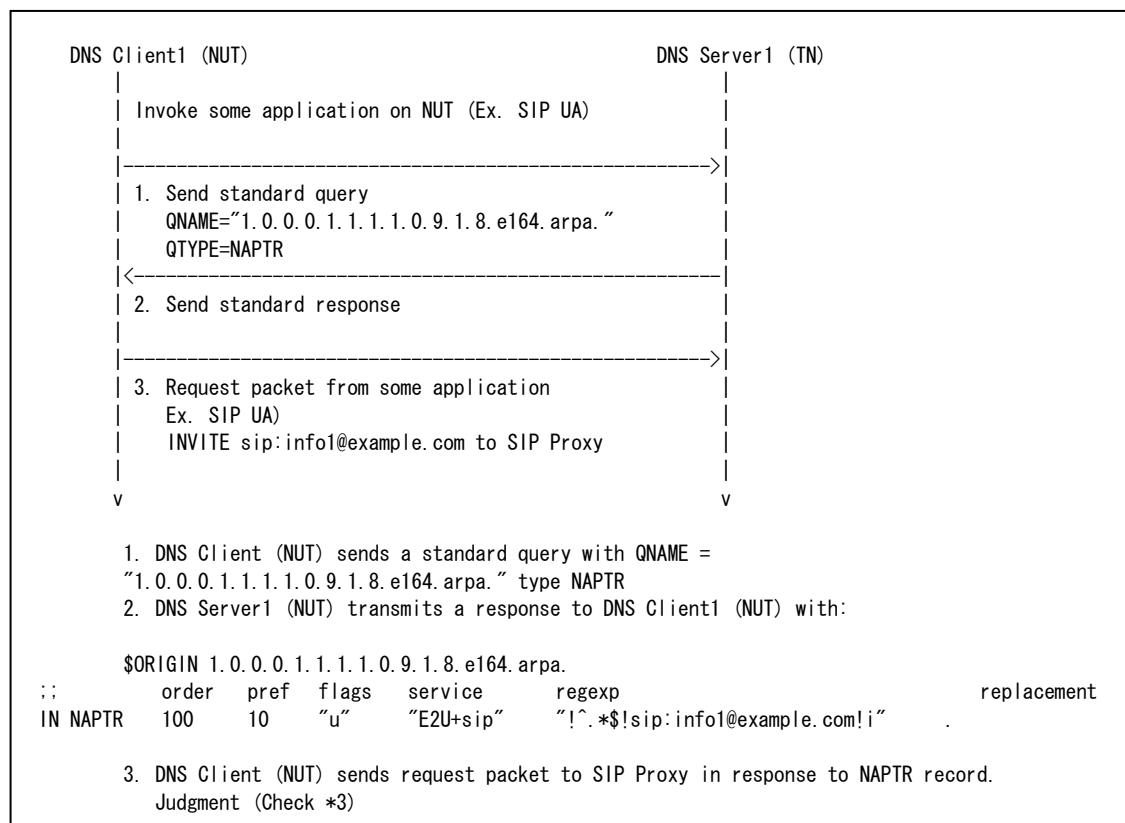 DNS Client1 (NUT)                                        DNS Server1 (TN)
|                                                        |
| Invoke some application on NUT (Ex. SIP UA)            |
|                                                        |
|------------------------------------------------------->|
| 1. Send standard query                                 |
|    QNAME="1.0.0.0.1.1.1.1.0.9.1.8.e164.arpa."          |
|    QTYPE=NAPTR                                         |
|<-------------------------------------------------------|
| 2. Send standard response                              |
|                                                        |
|------------------------------------------------------->|
| 3. Request packet from some application                |
|    Ex. SIP UA)                                         |
|    INVITE sip:info1@example.com to SIP Proxy           |
|                                                        |
v                                                        v
1. DNS Client (NUT) sends a standard query with QNAME =
"1.0.0.0.1.1.1.1.0.9.1.8.e164.arpa." type NAPTR
2. DNS Server1 (NUT) transmits a response to DNS Client1 (NUT) with:
$ORIGIN 1.0.0.0.1.1.1.1.0.9.1.8.e164.arpa.
;;         order   pref  flags   service      regexp                              replacement
IN NAPTR   100     10    "u"     "E2U+sip"    "!^.*$!sip:info1@example.com!i"     .
3. DNS Client (NUT) sends request packet to SIP Proxy in response to NAPTR record.
Judgment (Check *3)